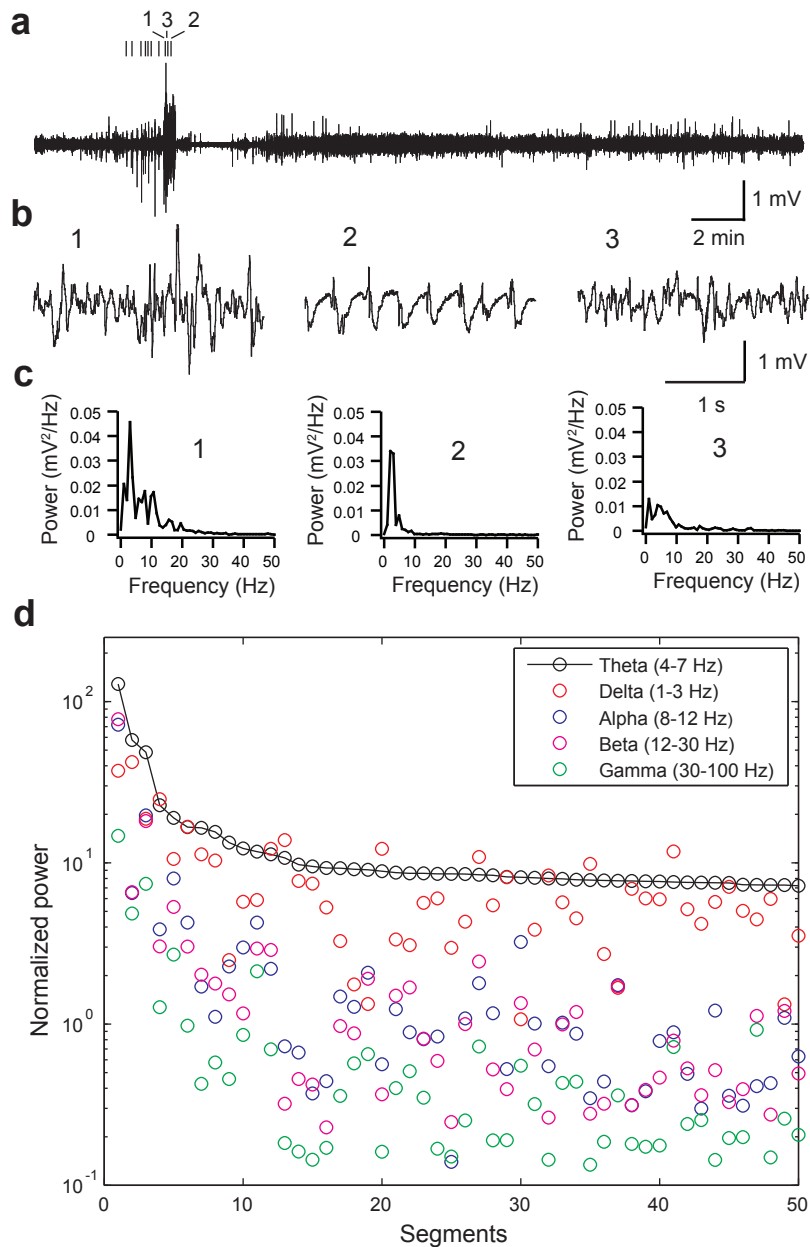 a
1 3 2
1 mV
2 min
b
1
2
3
1 mV
1 s
c
Power (mV²/Hz)
0.05
0.04
0.03
0.02
0.01
0
1
0 10 20 30 40 50
Frequency (Hz)
Power (mV²/Hz)
0.05
0.04
0.03
0.02
0.01
0
2
0 10 20 30 40 50
Frequency (Hz)
Power (mV²/Hz)
0.05
0.04
0.03
0.02
0.01
0
3
0 10 20 30 40 50
Frequency (Hz)
d
Normalized power
10²
10¹
10⁰
10⁻¹
Theta (4-7 Hz)
Delta (1-3 Hz)
Alpha (8-12 Hz)
Beta (12-30 Hz)
Gamma (30-100 Hz)
0 10 20 30 40 50
Segments